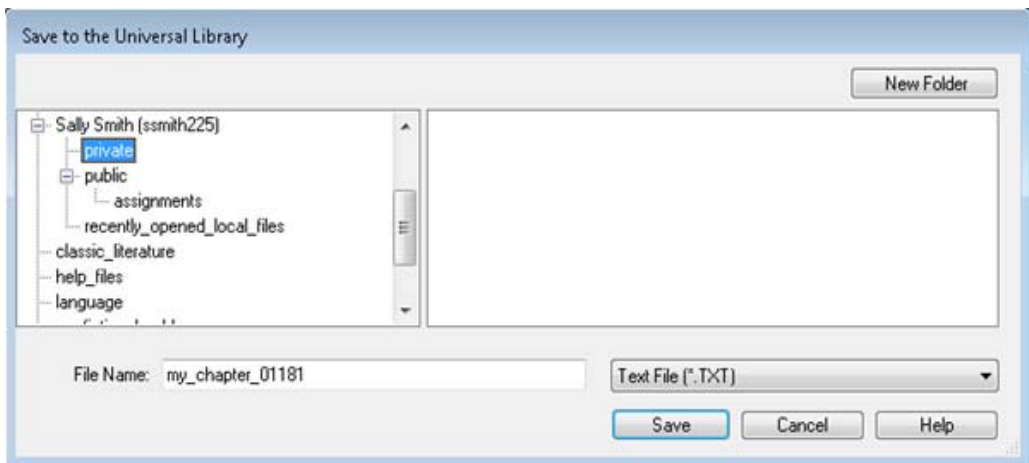 Save to the Universal Library
New Folder
Sally Smith (ssmith225)
private
public
assignments
recently_opened_local_files
classic_literature
help_files
language
File Name: my_chapter_01181
Text File (*.TXT)
Save Cancel Help